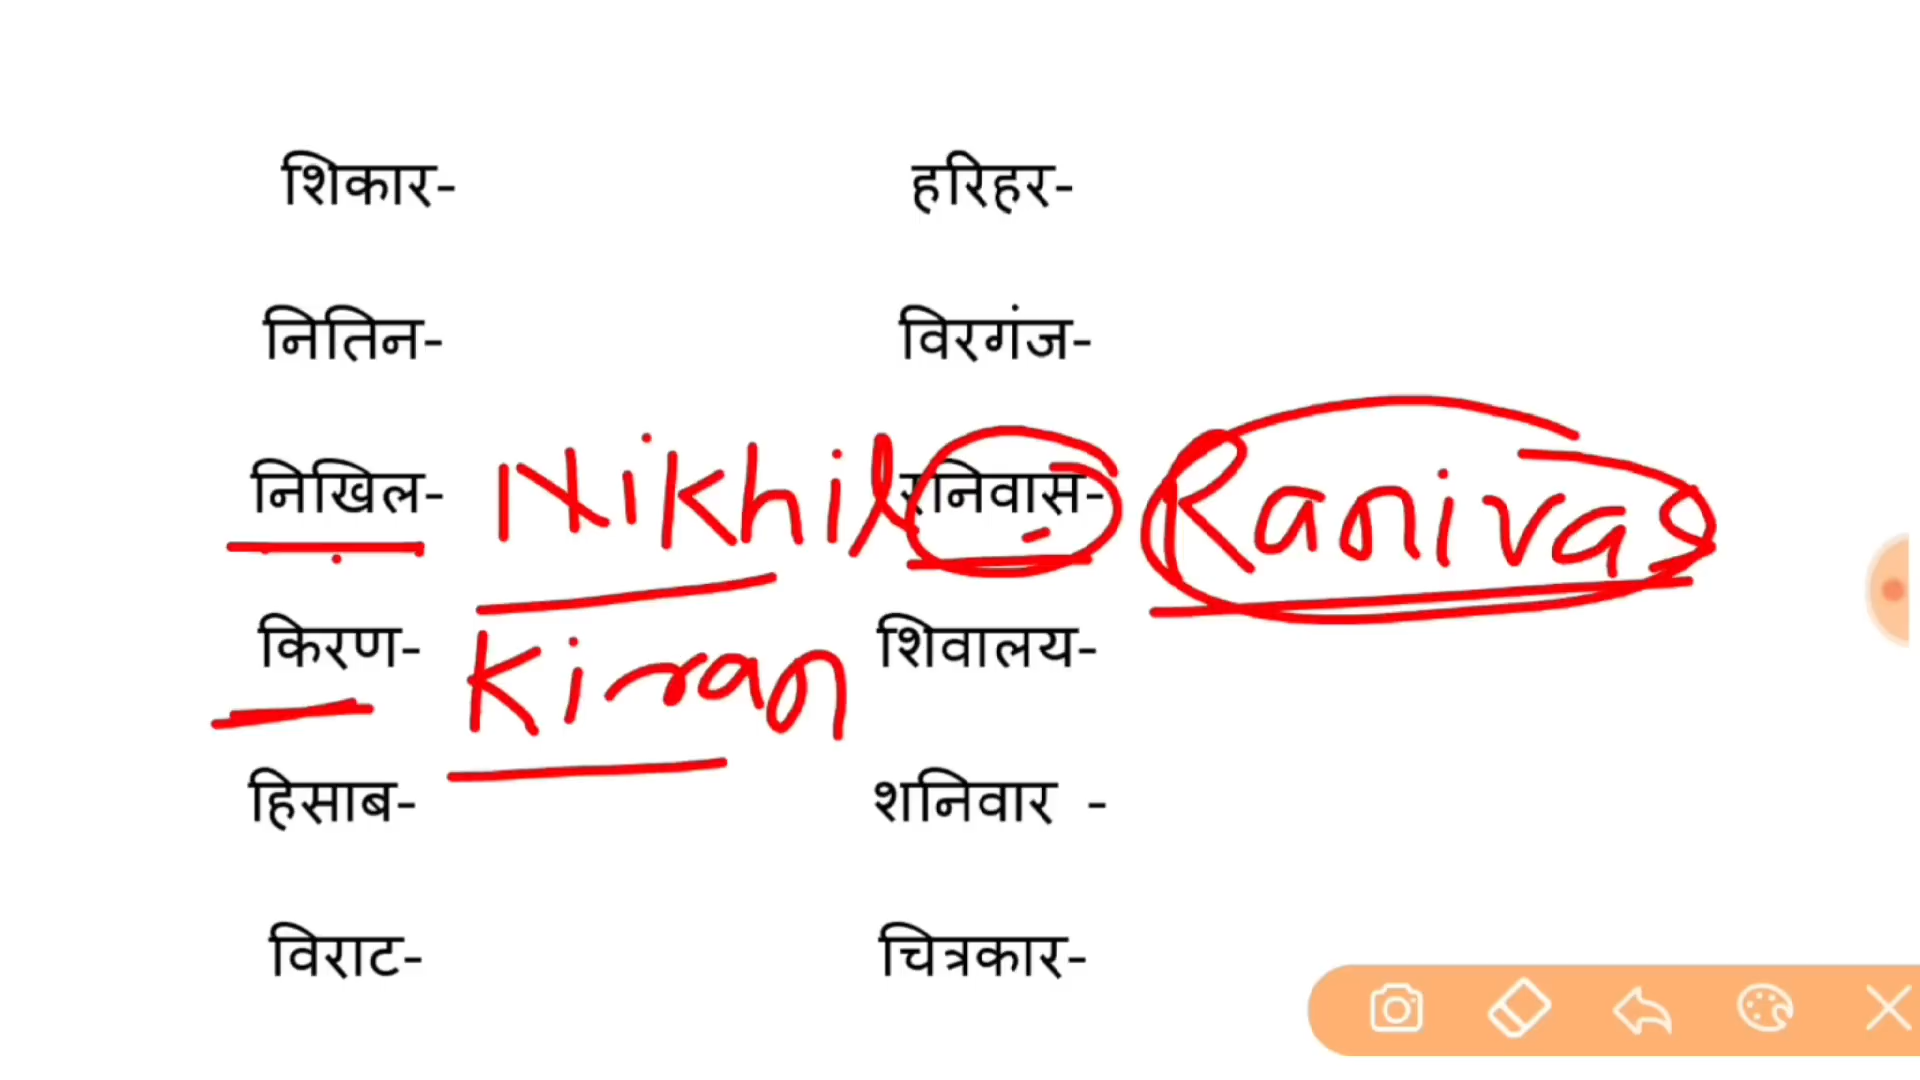 शिकार- हरिहर-
नितिन- विरगंज-
निखिल- Nikhil रनिवास- Ranivas
किरण- Kiran शिवालय-
हिसाब- शनिवार -
विराट- चित्रकार-